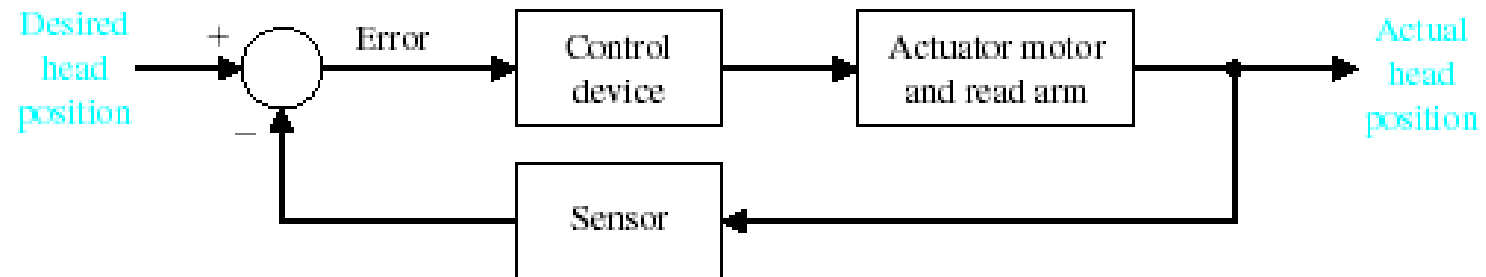 Desired
head
position
+
−
Error
Control
device
Actuator motor
and read arm
Actual
head
position
Sensor